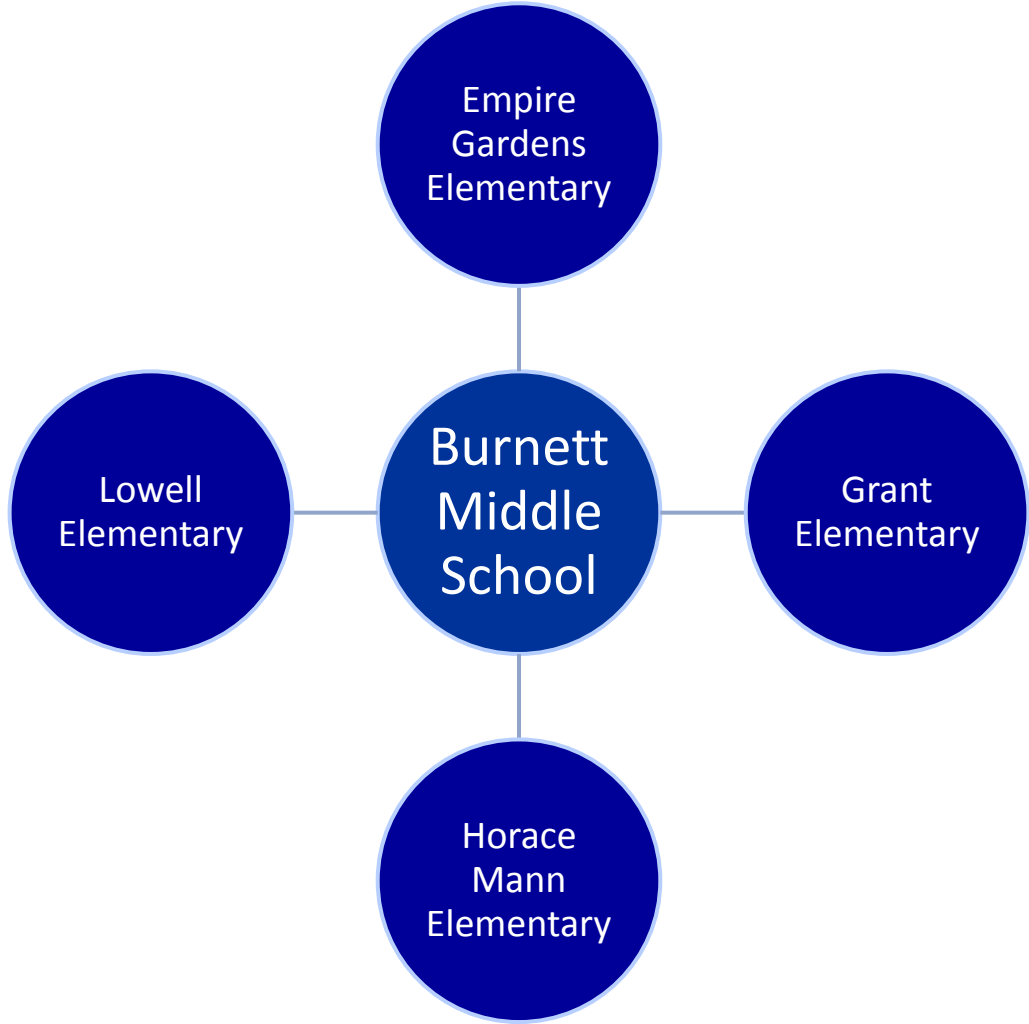 Empire
Gardens
Elementary
Lowell
Elementary
Burnett
Middle
School
Grant
Elementary
Horace
Mann
Elementary